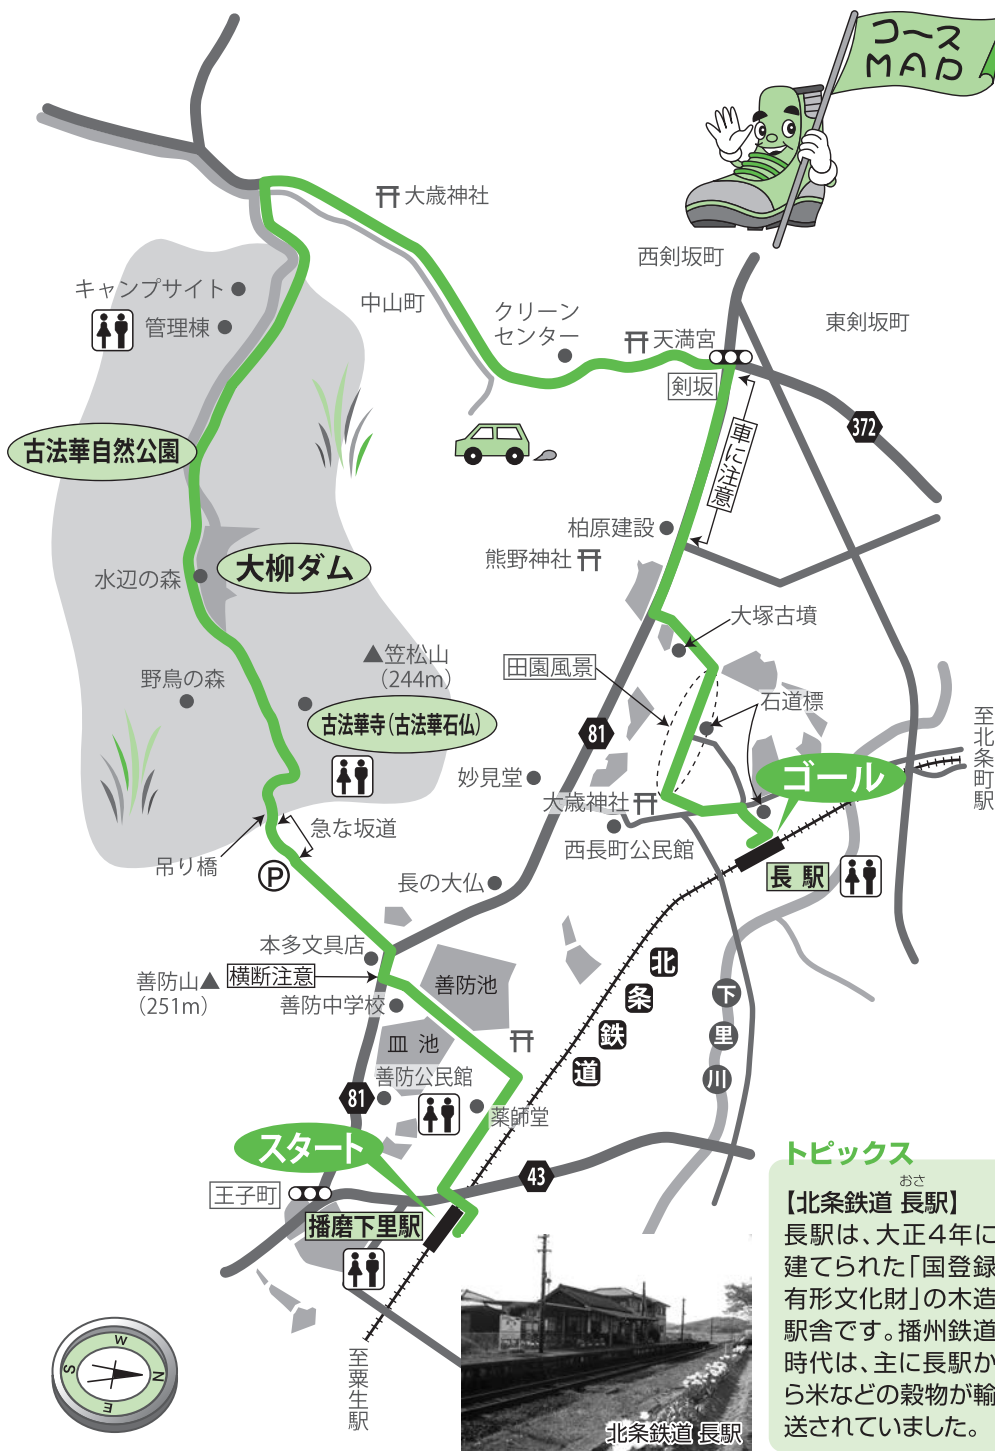 コース
MAP
大歳神社
西剣坂町
キャンプサイト
管理棟
中山町
クリーン
センター
天満宮
東剣坂町
剣坂
372
車に注意
古法華自然公園
柏原建設
熊野神社
大柳ダム
水辺の森
大塚古墳
笠松山
(244m)
田園風景
野鳥の森
石道標
古法華寺(古法華石仏)
81
至北条町駅
妙見堂
ゴール
大歳神社
急な坂道
西長町公民館
吊り橋
P
長の大仏
長 駅
本多文具店
横断注意
善防山
(251m)
善防池
北条鉄道
善防中学校
下里川
皿 池
善防公民館
81
薬師堂
スタート
43
王子町
播磨下里駅
至粟生駅
W
S
N
E
北条鉄道 長駅
トピックス
おさ
【北条鉄道 長駅】
長駅は、大正4年に
建てられた「国登録
有形文化財」の木造
駅舎です。播州鉄道
時代は、主に長駅か
ら米などの穀物が輸
送されていました。